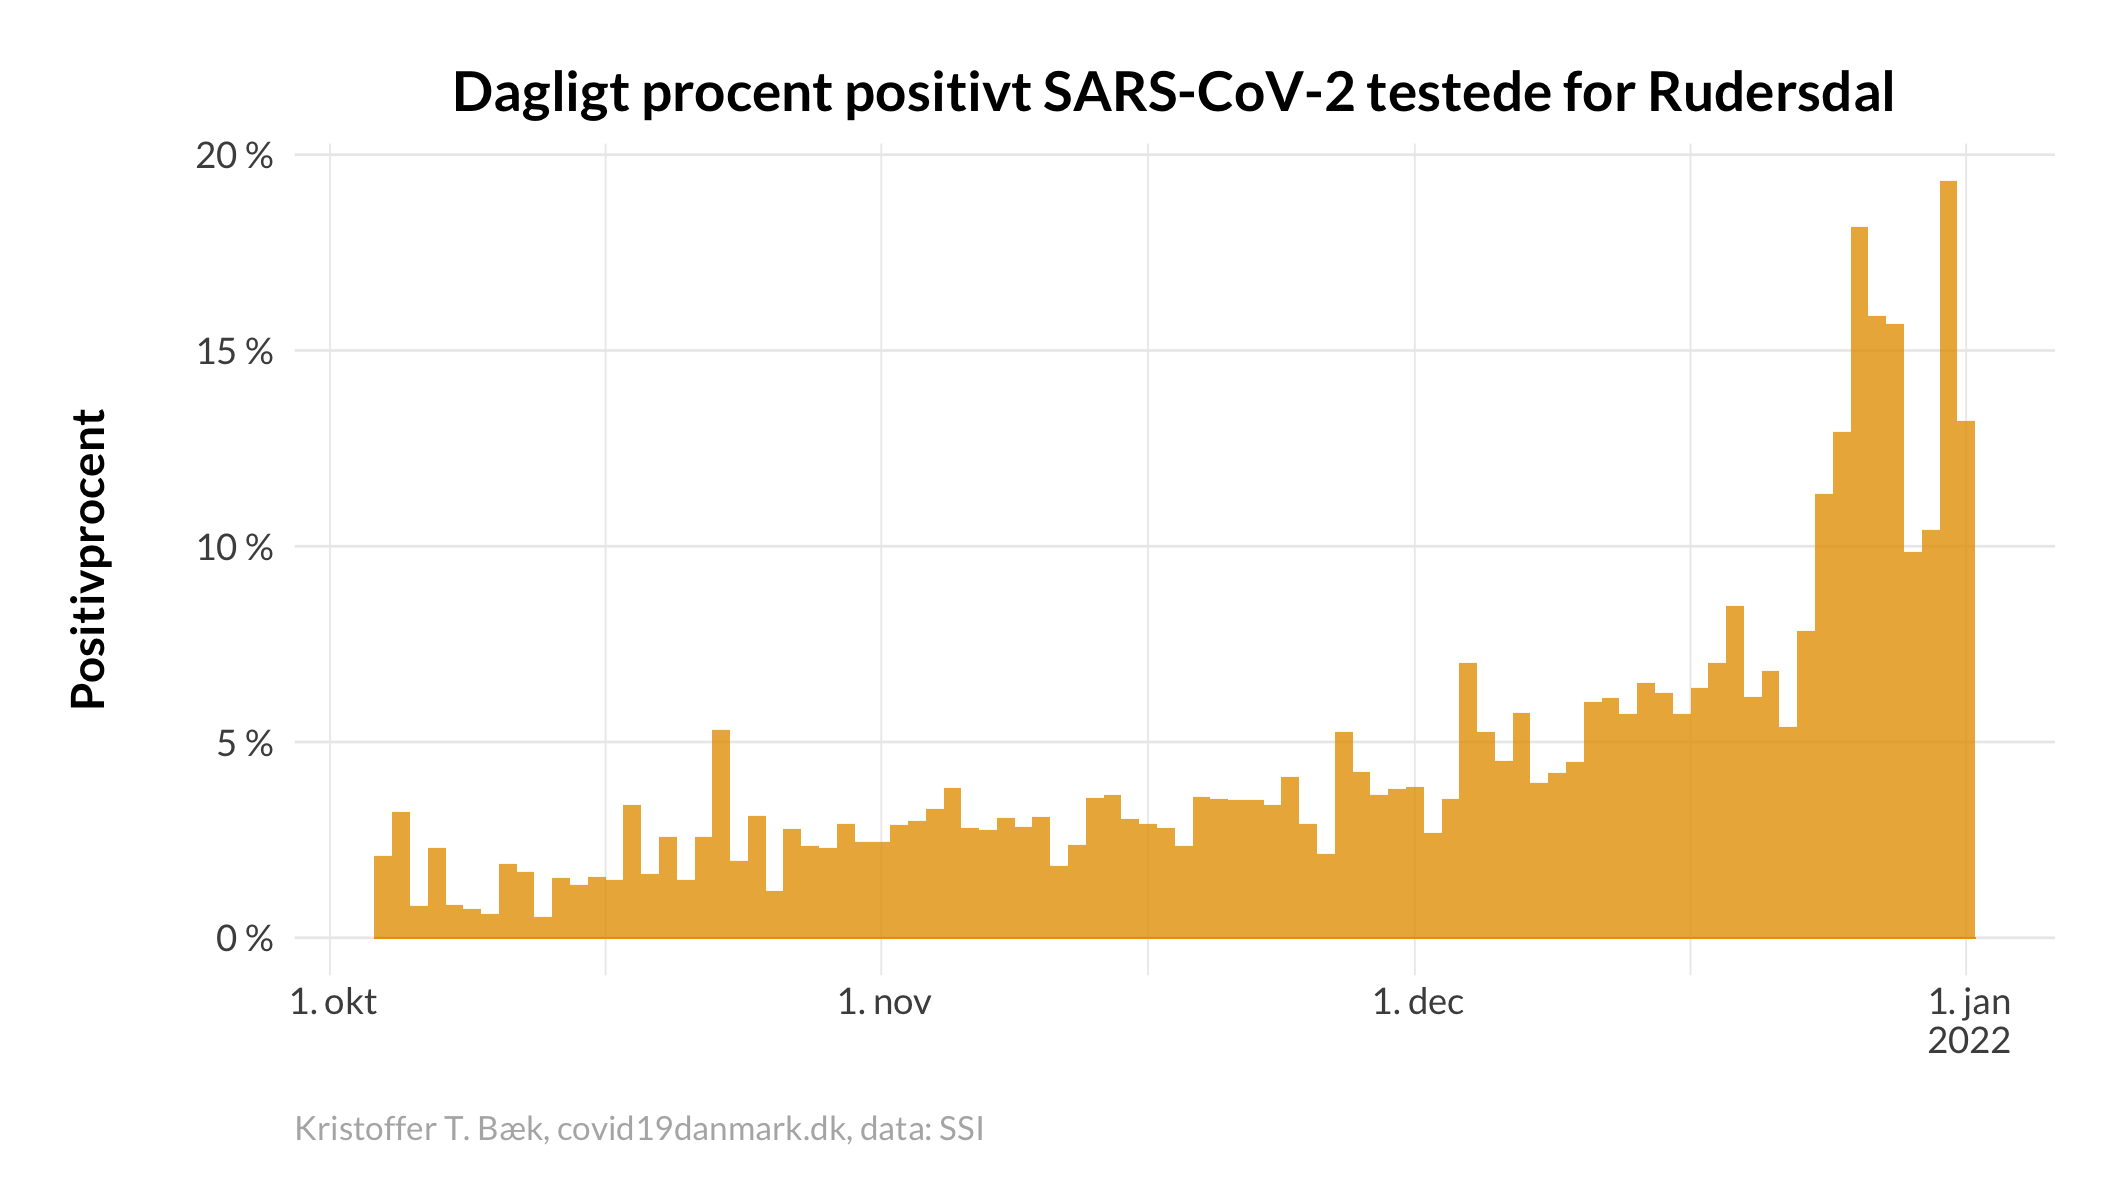 Dagligt procent positivt SARS-CoV-2 testede for Rudersdal
Positivprocent
20 %
15 %
10 %
5 %
0 %
1. okt
1. nov
1. dec
1. jan
2022
Kristoffer T. Bæk, covid19danmark.dk, data: SSI